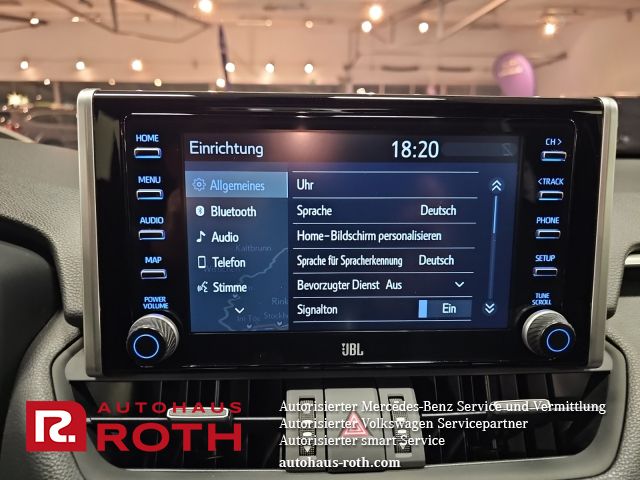 HOME
MENU
AUDIO
MAP
POWER
VOLUME
Einrichtung 18:20
Allgemeines
Bluetooth
Audio
Telefon
Stimme
Kaltbrunn
Uhr
Sprache Deutsch
Home-Bildschirm personalisieren
Sprache für Spracherkennung Deutsch
Bevorzugter Dienst Aus
Signalton Ein
CH >
< TRACK
PHONE
SETUP
TUNE
SCROLL
JBL
R.
AUTOHAUS
ROTH
Autorisierter Mercedes-Benz Service und Vermittlung
Autorisierter Volkswagen Servicepartner
Autorisierter smart Service
autohaus-roth.com